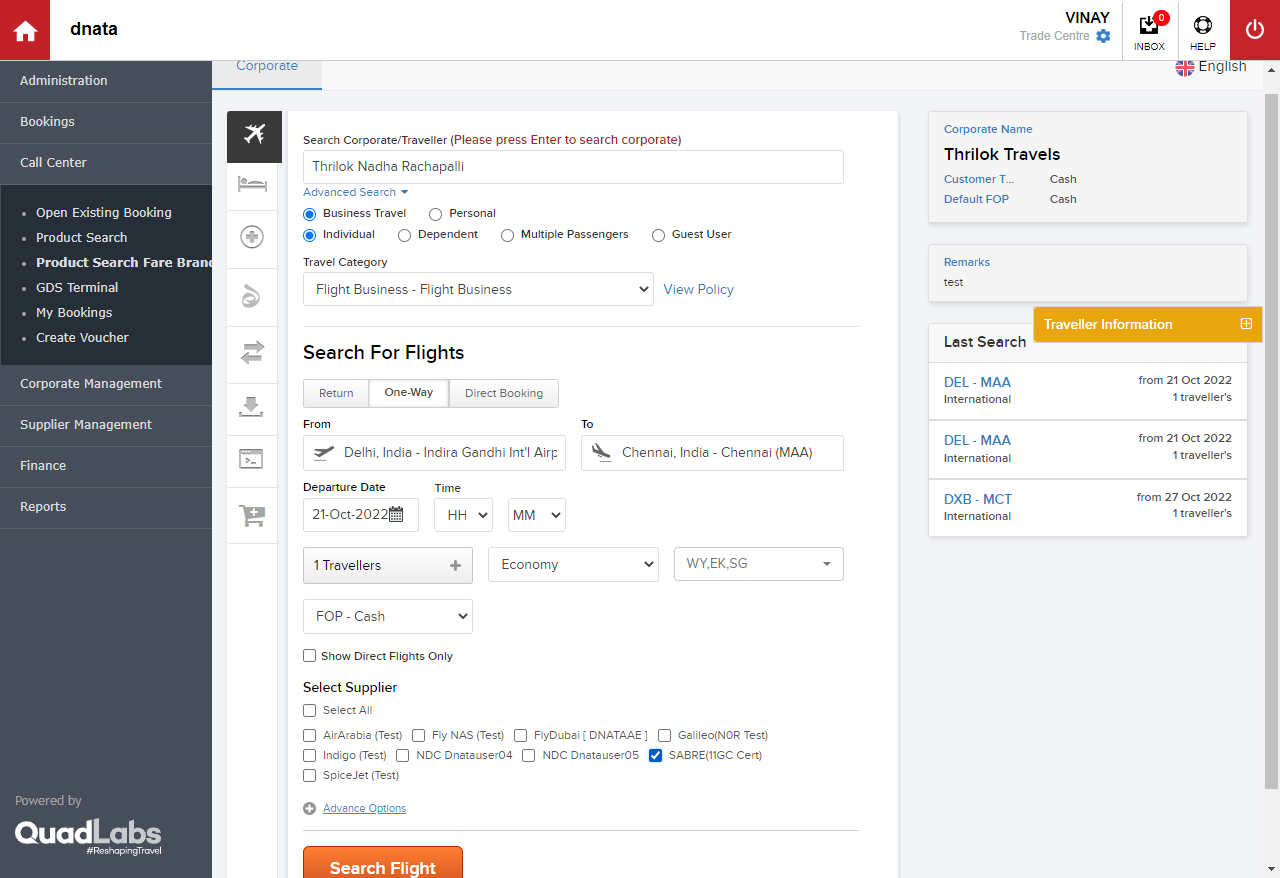 dnata
VINAY
Trade Centre
0
INBOX
HELP
Administration
Bookings
Call Center
Open Existing Booking
Product Search
Product Search Fare Brand
GDS Terminal
My Bookings
Create Voucher
Corporate Management
Supplier Management
Finance
Reports
Powered by
QuadLabs
#ReshapingTravel
Corporate
English
Search Corporate/Traveller (Please press Enter to search corporate)
Thrilok Nadha Rachapalli
Advanced Search
Business Travel Personal
Individual Dependent Multiple Passengers Guest User
Travel Category
Flight Business - Flight Business View Policy
Search For Flights
Return One-Way Direct Booking
From To
Delhi, India - Indira Gandhi Int'l Airp Chennai, India - Chennai (MAA)
Departure Date Time
21-Oct-2022 HH MM
1 Travellers Economy WY,EK,SG
FOP - Cash
Show Direct Flights Only
Select Supplier
Select All
AirArabia (Test) Fly NAS (Test) FlyDubai [ DNATAAE ] Galileo(N0R Test)
Indigo (Test) NDC Dnatauser04 NDC Dnatauser05 SABRE(11GC Cert)
SpiceJet (Test)
Advance Options
Search Flight
Corporate Name
Thrilok Travels
Customer T... Cash
Default FOP Cash
Remarks
test
Traveller Information
Last Search
DEL - MAA from 21 Oct 2022
International 1 traveller's
DEL - MAA from 21 Oct 2022
International 1 traveller's
DXB - MCT from 27 Oct 2022
International 1 traveller's